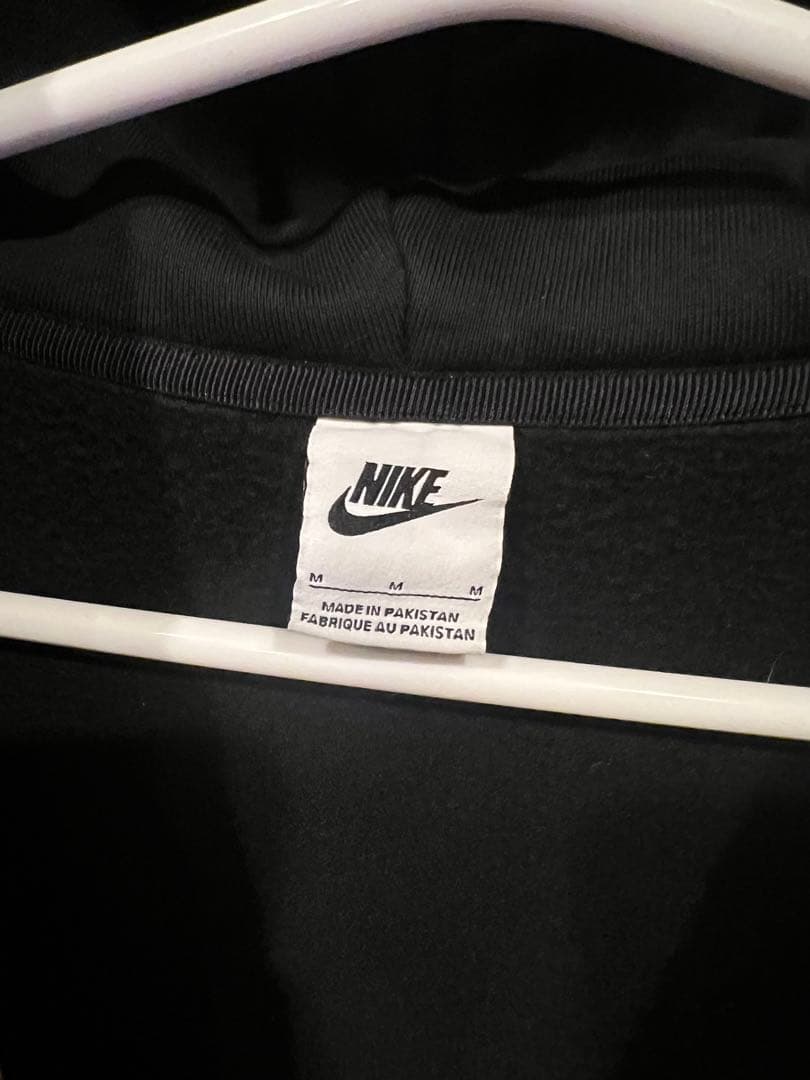 NIKE
M M M
MADE IN PAKISTAN
FABRIQUE AU PAKISTAN